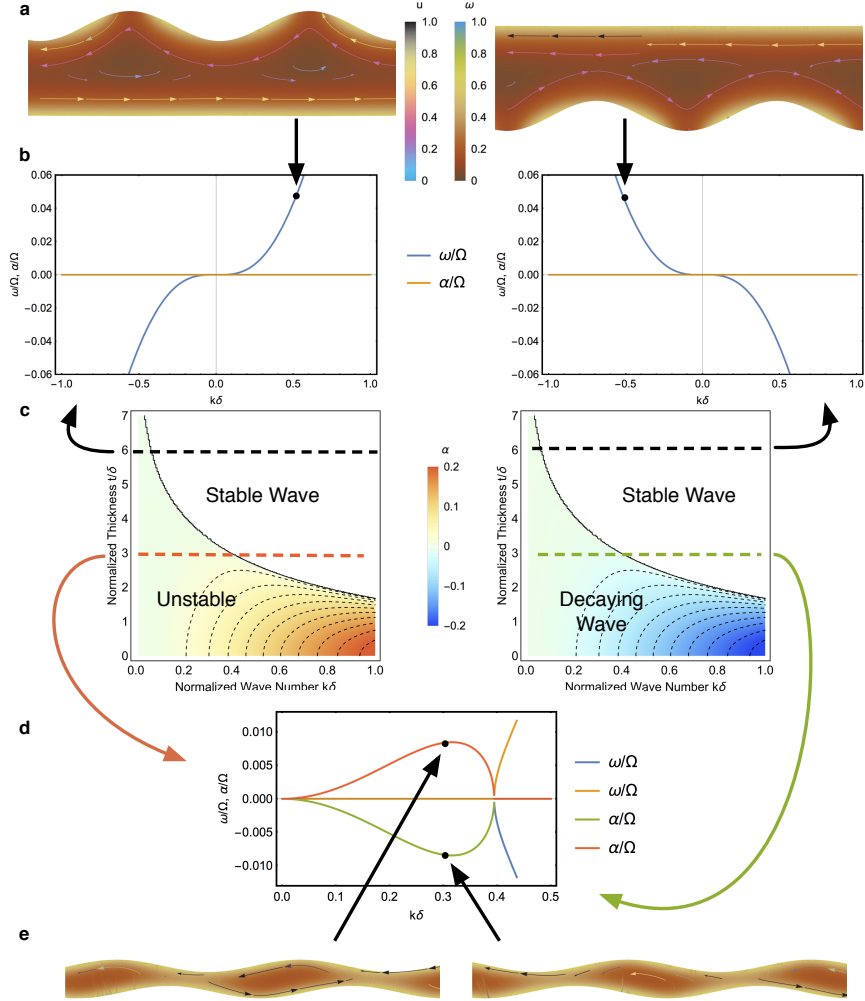 a
u
ω
1.0
1.0
0.8
0.8
0.6
0.6
0.4
0.4
0.2
0.2
0
0
b
0.06
0.04
0.02
0.00
-0.02
-0.04
-0.06
ω/Ω, α/Ω
-1.0 -0.5 0.0 0.5 1.0
kδ
ω/Ω
α/Ω
0.06
0.04
0.02
0.00
-0.02
-0.04
-0.06
ω/Ω, α/Ω
-1.0 -0.5 0.0 0.5 1.0
kδ
c
7
6
5
4
3
2
1
0
Normalized Thickness t/δ
Stable Wave
Unstable
0.0 0.2 0.4 0.6 0.8 1.0
Normalized Wave Number kδ
α
0.2
0.1
0
-0.1
-0.2
7
6
5
4
3
2
1
0
Normalized Thickness t/δ
Stable Wave
Decaying
Wave
0.0 0.2 0.4 0.6 0.8 1.0
Normalized Wave Number kδ
d
0.010
0.005
0.000
-0.005
-0.010
ω/Ω, α/Ω
0.0 0.1 0.2 0.3 0.4 0.5
kδ
ω/Ω
ω/Ω
α/Ω
α/Ω
e